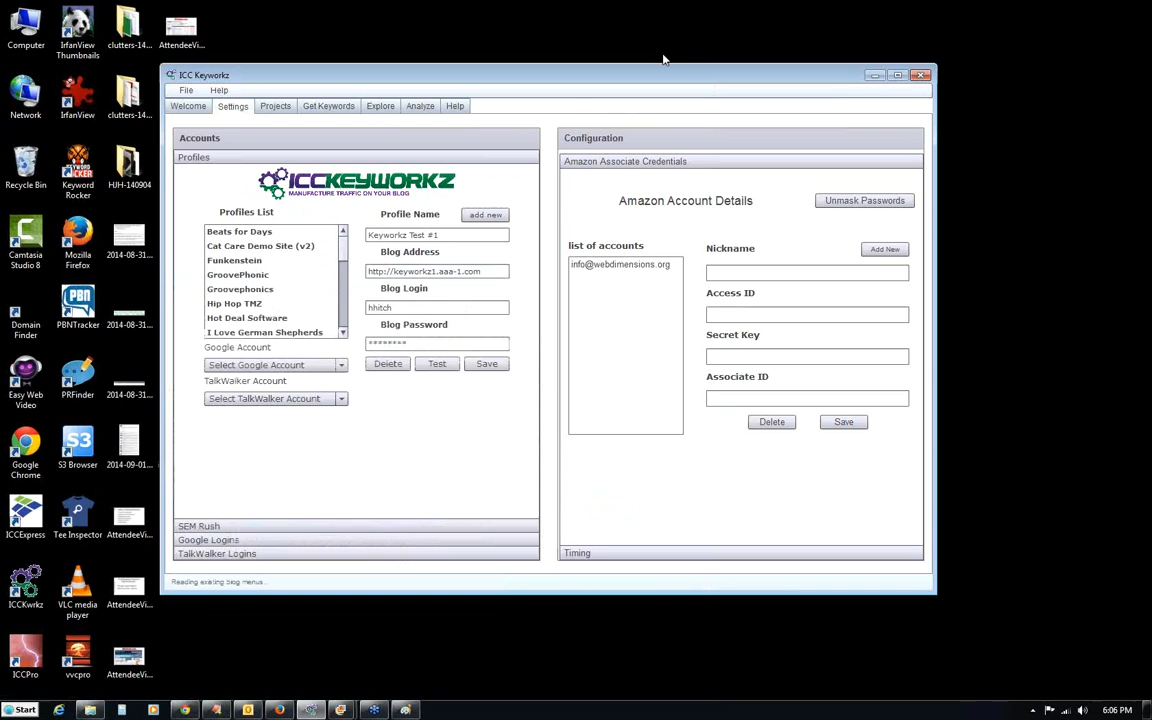 Computer
IrfanView Thumbnails
clutters-14...
AttendeeVi...
Network
IrfanView
clutters-14...
Recycle Bin
Keyword Rocker
HJH-140904
Camtasia Studio 8
Mozilla Firefox
2014-08-31...
Domain Finder
PBN
PBNTracker
2014-08-31...
Easy Web Video
PRFinder
2014-08-31...
Google Chrome
S3
S3 Browser
2014-09-01...
ICCExpress
Tee Inspector
AttendeeVi...
ICCKwrkz
VLC media player
AttendeeVi...
ICCPro
vvcpro
AttendeeVi...
ICC Keyworkz
File Help
Welcome Settings Projects Get Keywords Explore Analyze Help
Accounts
Profiles
ICCKEYWORKZ
MANUFACTURE TRAFFIC ON YOUR BLOG
Profiles List
Beats for Days
Cat Care Demo Site (v2)
Funkenstein
GroovePhonic
Groovephonics
Hip Hop TMZ
Hot Deal Software
I Love German Shepherds
Google Account
Select Google Account
TalkWalker Account
Select TalkWalker Account
Profile Name add new
Keyworkz Test #1
Blog Address
http://keyworkz1.aaa-1.com
Blog Login
hhitch
Blog Password
********
Delete Test Save
SEM Rush
Google Logins
TalkWalker Logins
Configuration
Amazon Associate Credentials
Amazon Account Details
Unmask Passwords
list of accounts
info@webdimensions.org
Nickname
Add New
Access ID
Secret Key
Associate ID
Delete Save
Timing
Reading existing blog menus...
Start
6:06 PM